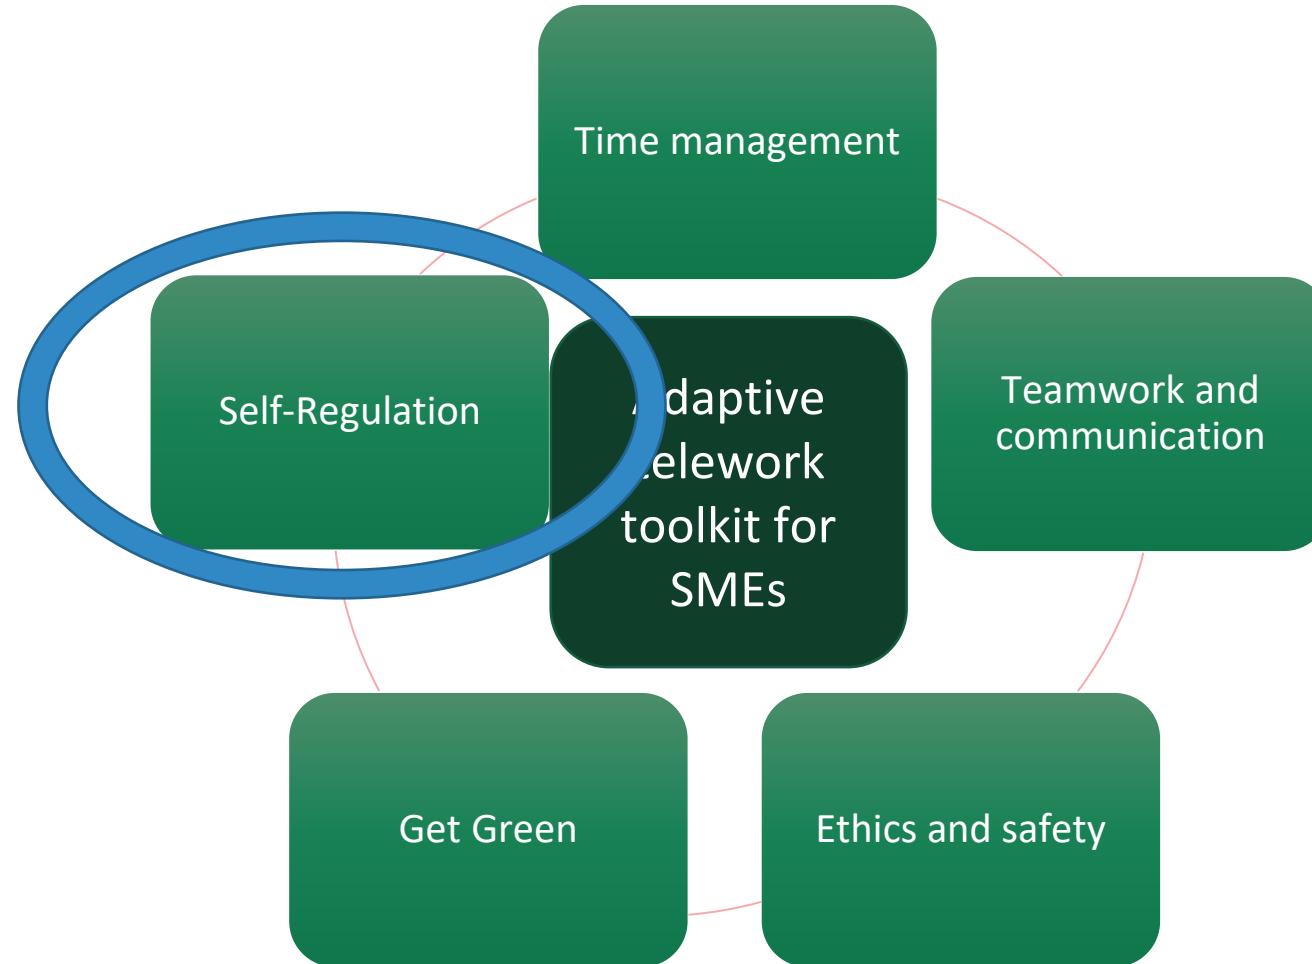 Time management
Self-Regulation
Adaptive
telework
toolkit for
SMEs
Teamwork and
communication
Get Green
Ethics and safety